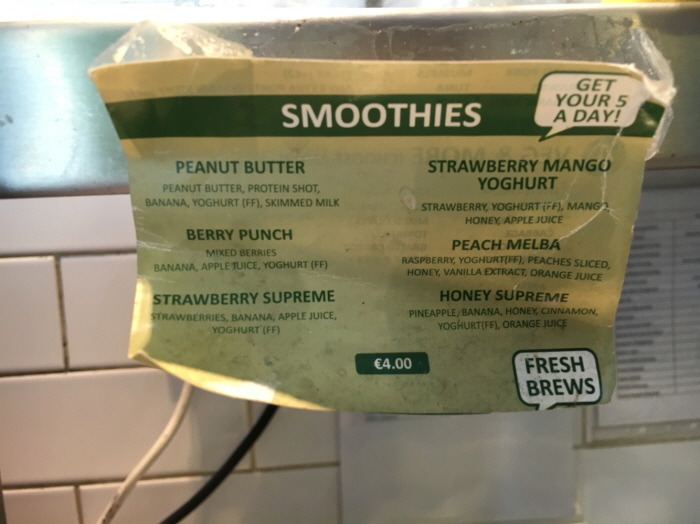 SMOOTHIES
GET
YOUR 5
A DAY!
PEANUT BUTTER
PEANUT BUTTER, PROTEIN SHOT,
BANANA, YOGHURT (FF), SKIMMED MILK
BERRY PUNCH
MIXED BERRIES
BANANA, APPLE JUICE, YOGHURT (FF)
STRAWBERRY SUPREME
STRAWBERRIES, BANANA, APPLE JUICE,
YOGHURT (FF)
STRAWBERRY MANGO
YOGHURT
STRAWBERRY, YOGHURT (FF), MANGO
HONEY, APPLE JUICE
PEACH MELBA
RASPBERRY, YOGHURT(FF), PEACHES SLICED,
HONEY, VANILLA EXTRACT, ORANGE JUICE
HONEY SUPREME
PINEAPPLE, BANANA, HONEY, CINNAMON,
YOGHURT(FF), ORANGE JUICE
€4.00
FRESH
BREWS